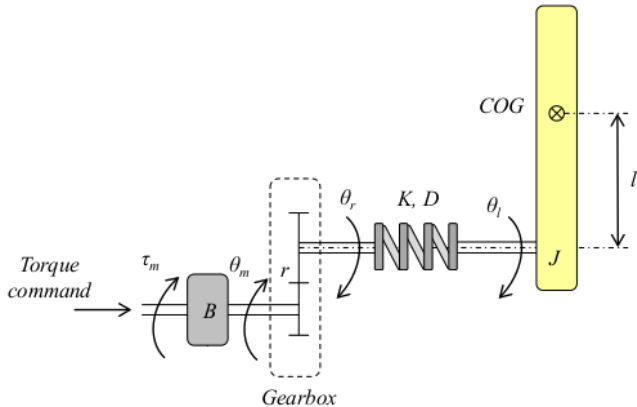 COG
l
θr
K, D
θl
τm
θm
r
J
Torque
command
B
Gearbox